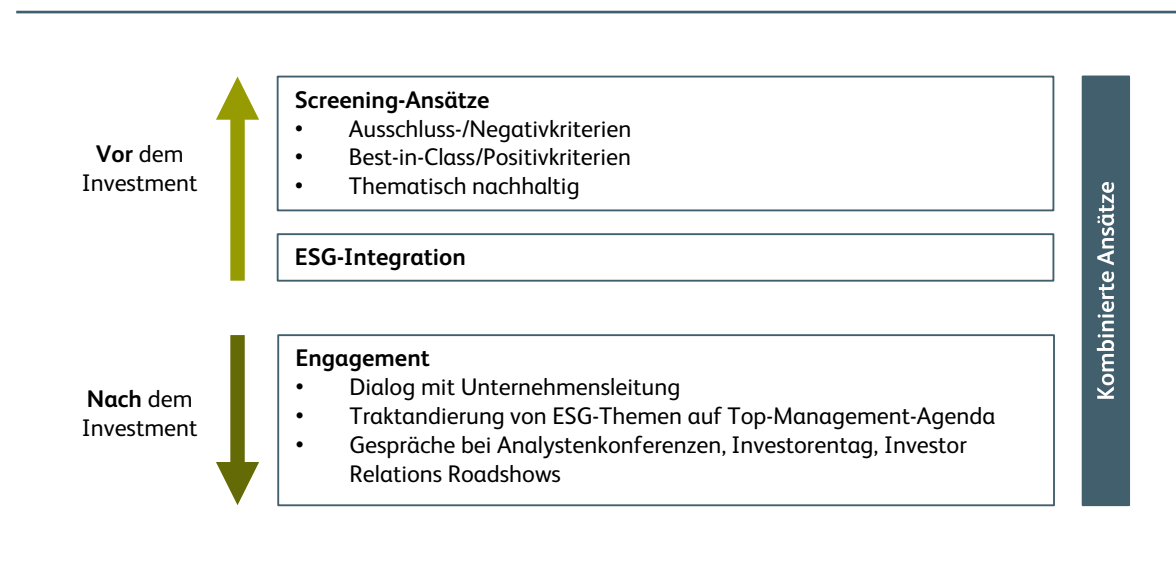 Vor dem
Investment
Screening-Ansätze
• Ausschluss-/Negativkriterien
• Best-in-Class/Positivkriterien
• Thematisch nachhaltig
ESG-Integration
Nach dem
Investment
Engagement
• Dialog mit Unternehmensleitung
• Traktandierung von ESG-Themen auf Top-Management-Agenda
• Gespräche bei Analystenkonferenzen, Investorentag, Investor
Relations Roadshows
Kombinierte Ansätze